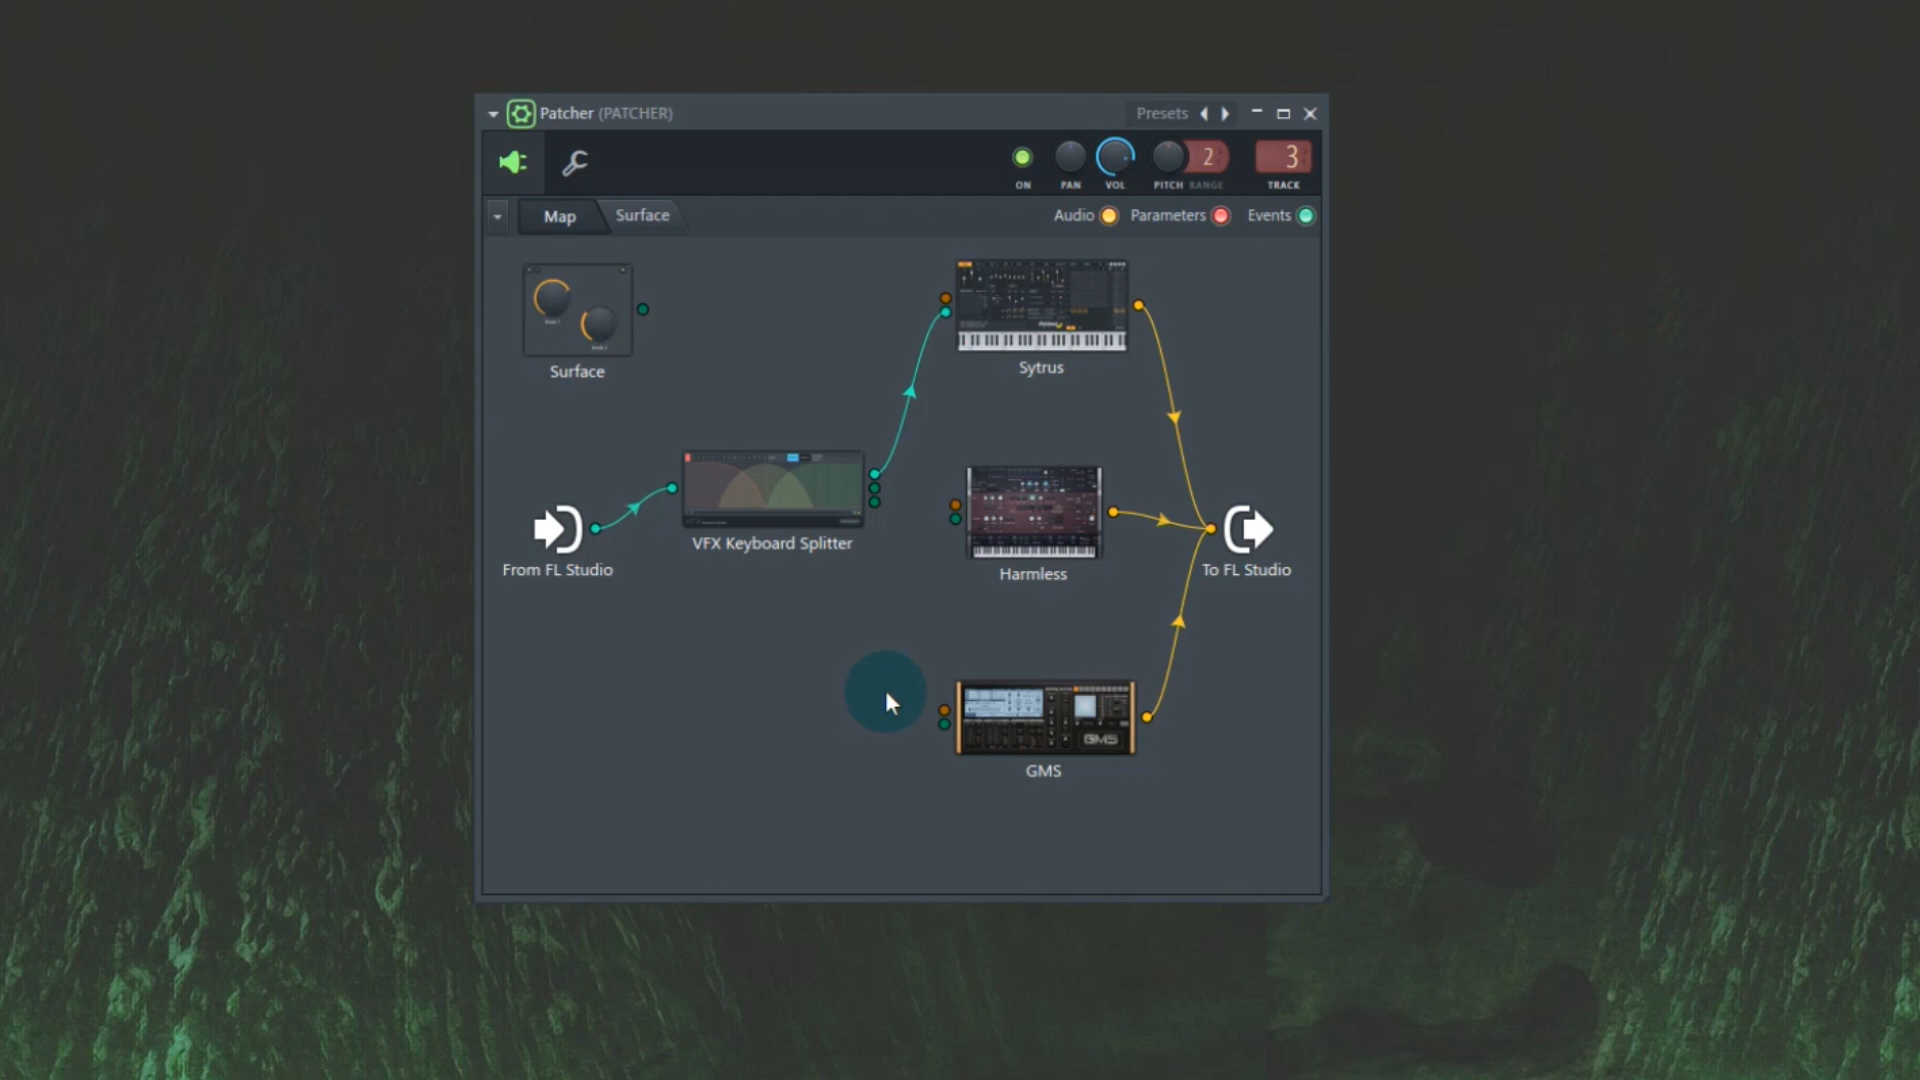 Patcher (PATCHER)
Presets
ON
PAN
VOL
PITCH
2
RANGE
3
TRACK
Map
Surface
Audio
Parameters
Events
Surface
Sytrus
VFX Keyboard Splitter
From FL Studio
Harmless
To FL Studio
GMS
GMS